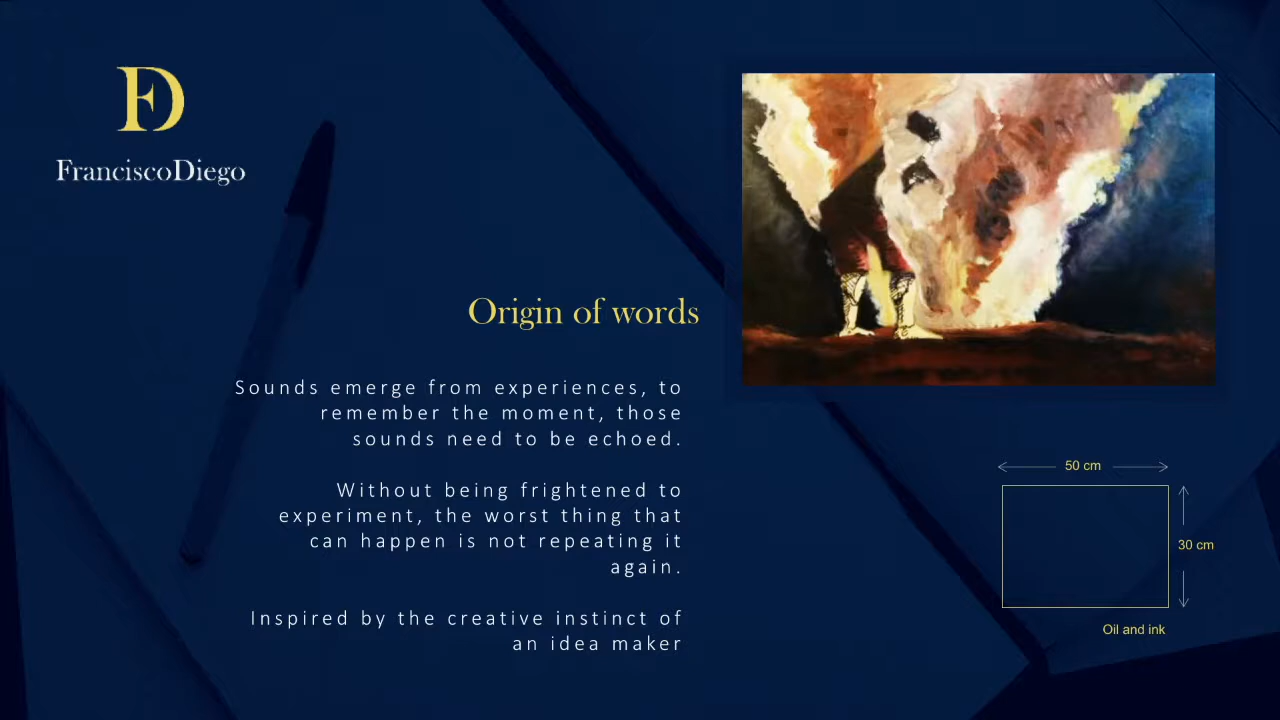 FD
FranciscoDiego
Origin of words
Sounds emerge from experiences, to
remember the moment, those
sounds need to be echoed.
Without being frightened to
experiment, the worst thing that
can happen is not repeating it
again.
Inspired by the creative instinct of
an idea maker
50 cm
30 cm
Oil and ink